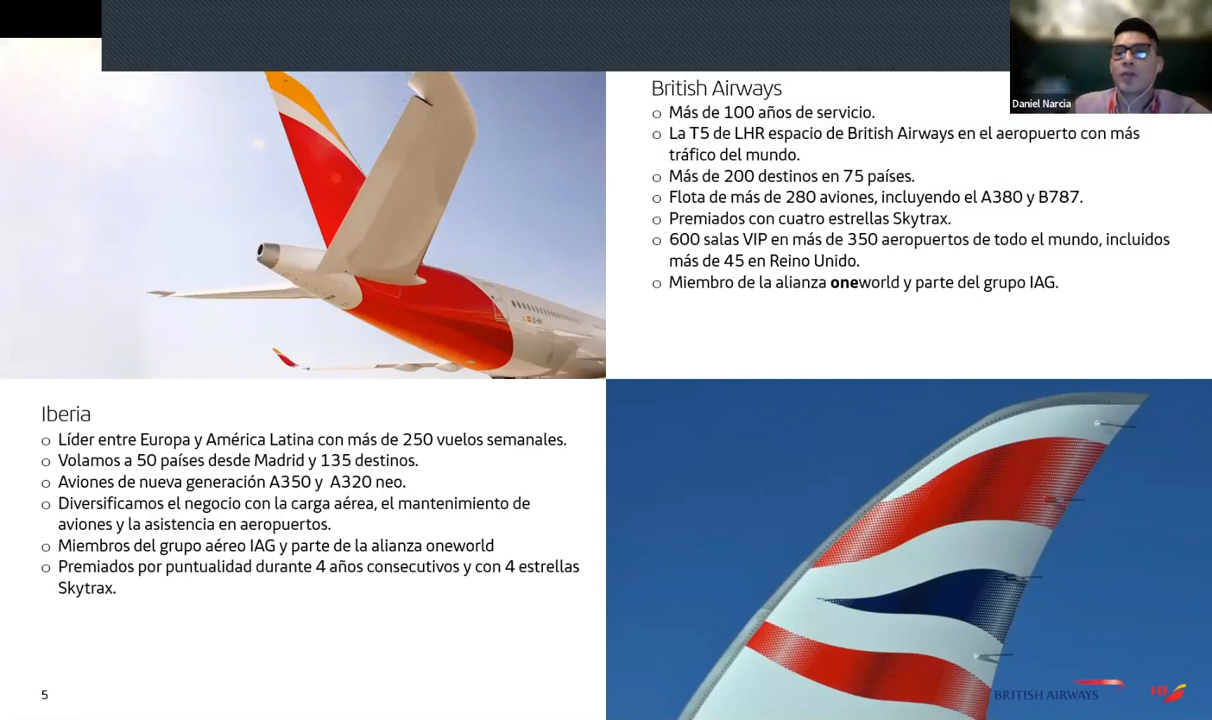 Daniel Narcia
British Airways
o Más de 100 años de servicio.
o La T5 de LHR espacio de British Airways en el aeropuerto con más
tráfico del mundo.
o Más de 200 destinos en 75 países.
o Flota de más de 280 aviones, incluyendo el A380 y B787.
o Premiados con cuatro estrellas Skytrax.
o 600 salas VIP en más de 350 aeropuertos de todo el mundo, incluidos
más de 45 en Reino Unido.
o Miembro de la alianza oneworld y parte del grupo IAG.
Iberia
o Líder entre Europa y América Latina con más de 250 vuelos semanales.
o Volamos a 50 países desde Madrid y 135 destinos.
o Aviones de nueva generación A350 y A320 neo.
o Diversificamos el negocio con la carga aérea, el mantenimiento de
aviones y la asistencia en aeropuertos.
o Miembros del grupo aéreo IAG y parte de la alianza oneworld
o Premiados por puntualidad durante 4 años consecutivos y con 4 estrellas
Skytrax.
5
BRITISH AIRWAYS